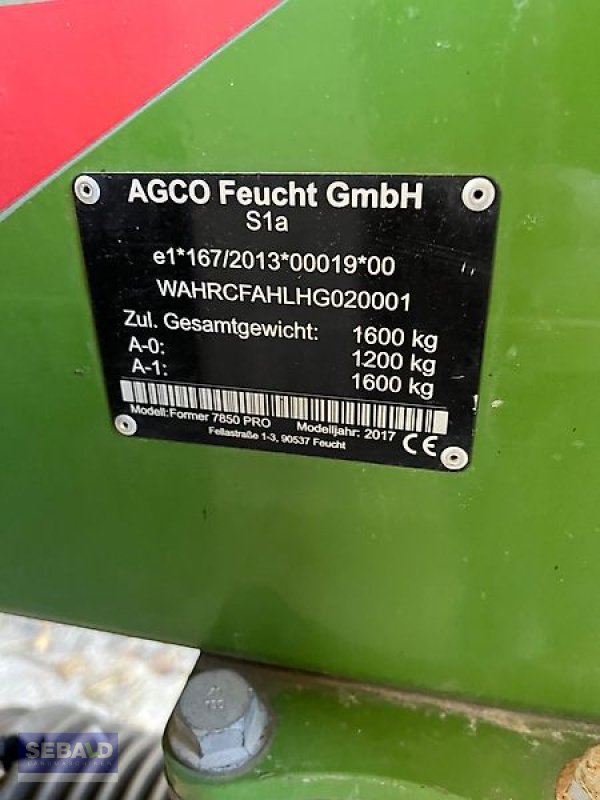 AGCO Feucht GmbH
S1a
e1*167/2013*00019*00
WAHRCFAHLHG020001
Zul. Gesamtgewicht: 1600 kg
A-0: 1200 kg
A-1: 1600 kg
Modell:Former 7850 PRO Modelljahr: 2017 CE
Fellastraße 1-3, 90537 Feucht
SEBALD
LANDMASCHINEN